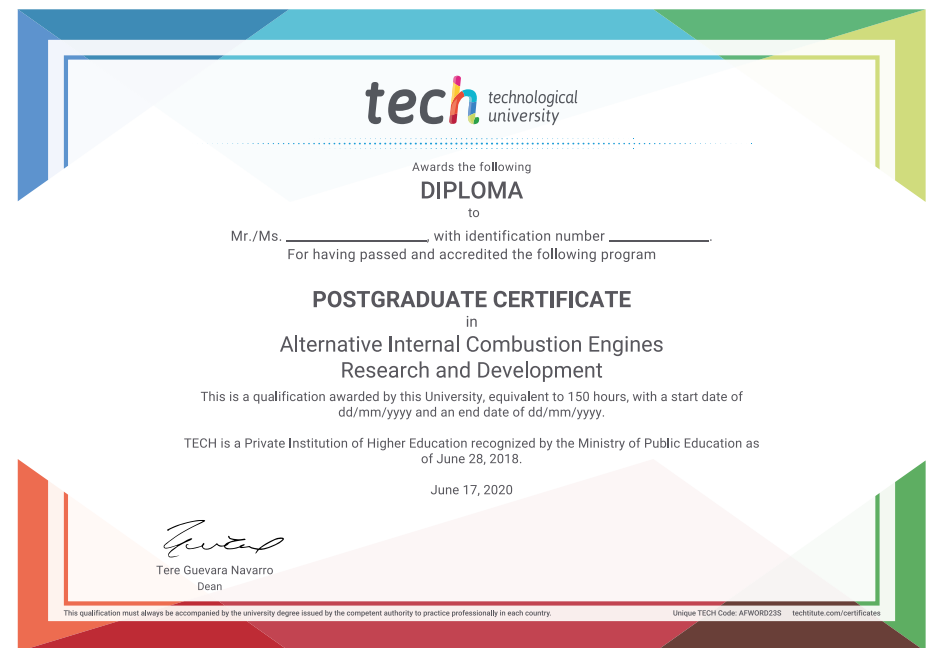 tech technological
university
Awards the following
DIPLOMA
to
Mr./Ms. ____________________, with identification number ______________.
For having passed and accredited the following program
POSTGRADUATE CERTIFICATE
in
Alternative Internal Combustion Engines
Research and Development
This is a qualification awarded by this University, equivalent to 150 hours, with a start date of
dd/mm/yyyy and an end date of dd/mm/yyyy.
TECH is a Private Institution of Higher Education recognized by the Ministry of Public Education as
of June 28, 2018.
June 17, 2020
Tere Guevara Navarro
Dean
This qualification must always be accompanied by the university degree issued by the competent authority to practice professionally in each country. Unique TECH Code: AFWORD23S techtitute.com/certificates